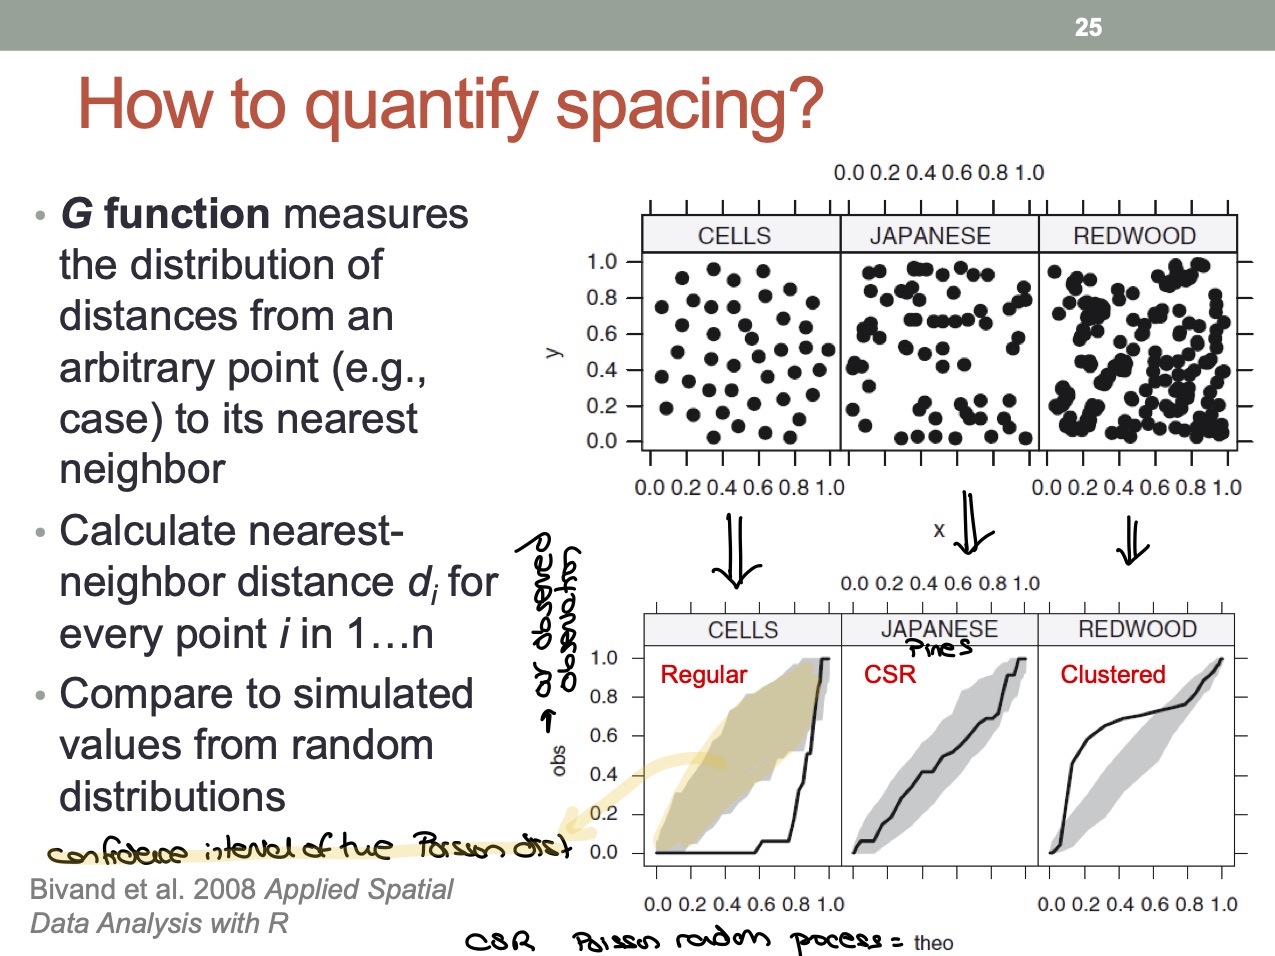 25
How to quantify spacing?
• G function measures
the distribution of
distances from an
arbitrary point (e.g.,
case) to its nearest
neighbor
• Calculate nearest-
neighbor distance di for
every point i in 1...n
• Compare to simulated
values from random
distributions
confidence interval of the Poisson dist
Bivand et al. 2008 Applied Spatial
Data Analysis with R
0.0 0.2 0.4 0.6 0.8 1.0
CELLS JAPANESE REDWOOD
1.0
0.8
0.6
0.4
0.2
0.0
y
0.0 0.2 0.4 0.6 0.8 1.0 0.0 0.2 0.4 0.6 0.8 1.0
x
or observed
observation
0.0 0.2 0.4 0.6 0.8 1.0
CELLS JAPANESE REDWOOD
Pines
Regular CSR Clustered
1.0
0.8
0.6
0.4
0.2
0.0
obs
0.0 0.2 0.4 0.6 0.8 1.0 0.0 0.2 0.4 0.6 0.8 1.0
CSR Poisson random process = theo